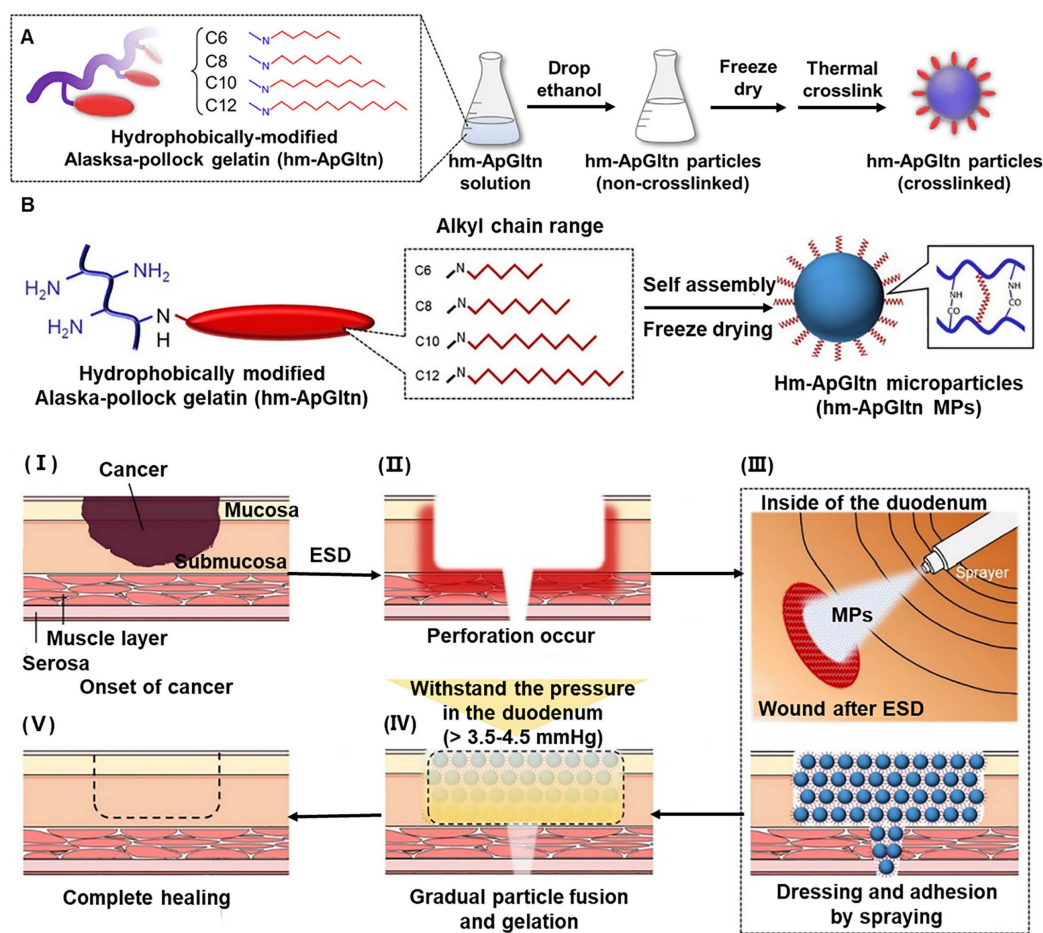 A
C6
N
C8
N
C10
N
C12
N
Hydrophobically-modified
Alasksa-pollock gelatin (hm-ApGltn)
hm-ApGltn
solution
Drop
ethanol
hm-ApGltn particles
(non-crosslinked)
Freeze
dry
Thermal
crosslink
hm-ApGltn particles
(crosslinked)
B
H2N
NH2
H2N
N
H
Hydrophobically modified
Alaska-pollock gelatin (hm-ApGltn)
Alkyl chain range
C6
N
C8
N
C10
N
C12
N
Self assembly
Freeze drying
NH
CO
NH
CO
Hm-ApGltn microparticles
(hm-ApGltn MPs)
(I)
Cancer
Mucosa
Submucosa
Muscle layer
Serosa
Onset of cancer
ESD
(II)
Perforation occur
(III)
Inside of the duodenum
Sprayer
MPs
Wound after ESD
Dressing and adhesion
by spraying
Withstand the pressure
in the duodenum
(> 3.5-4.5 mmHg)
(IV)
Gradual particle fusion
and gelation
(V)
Complete healing